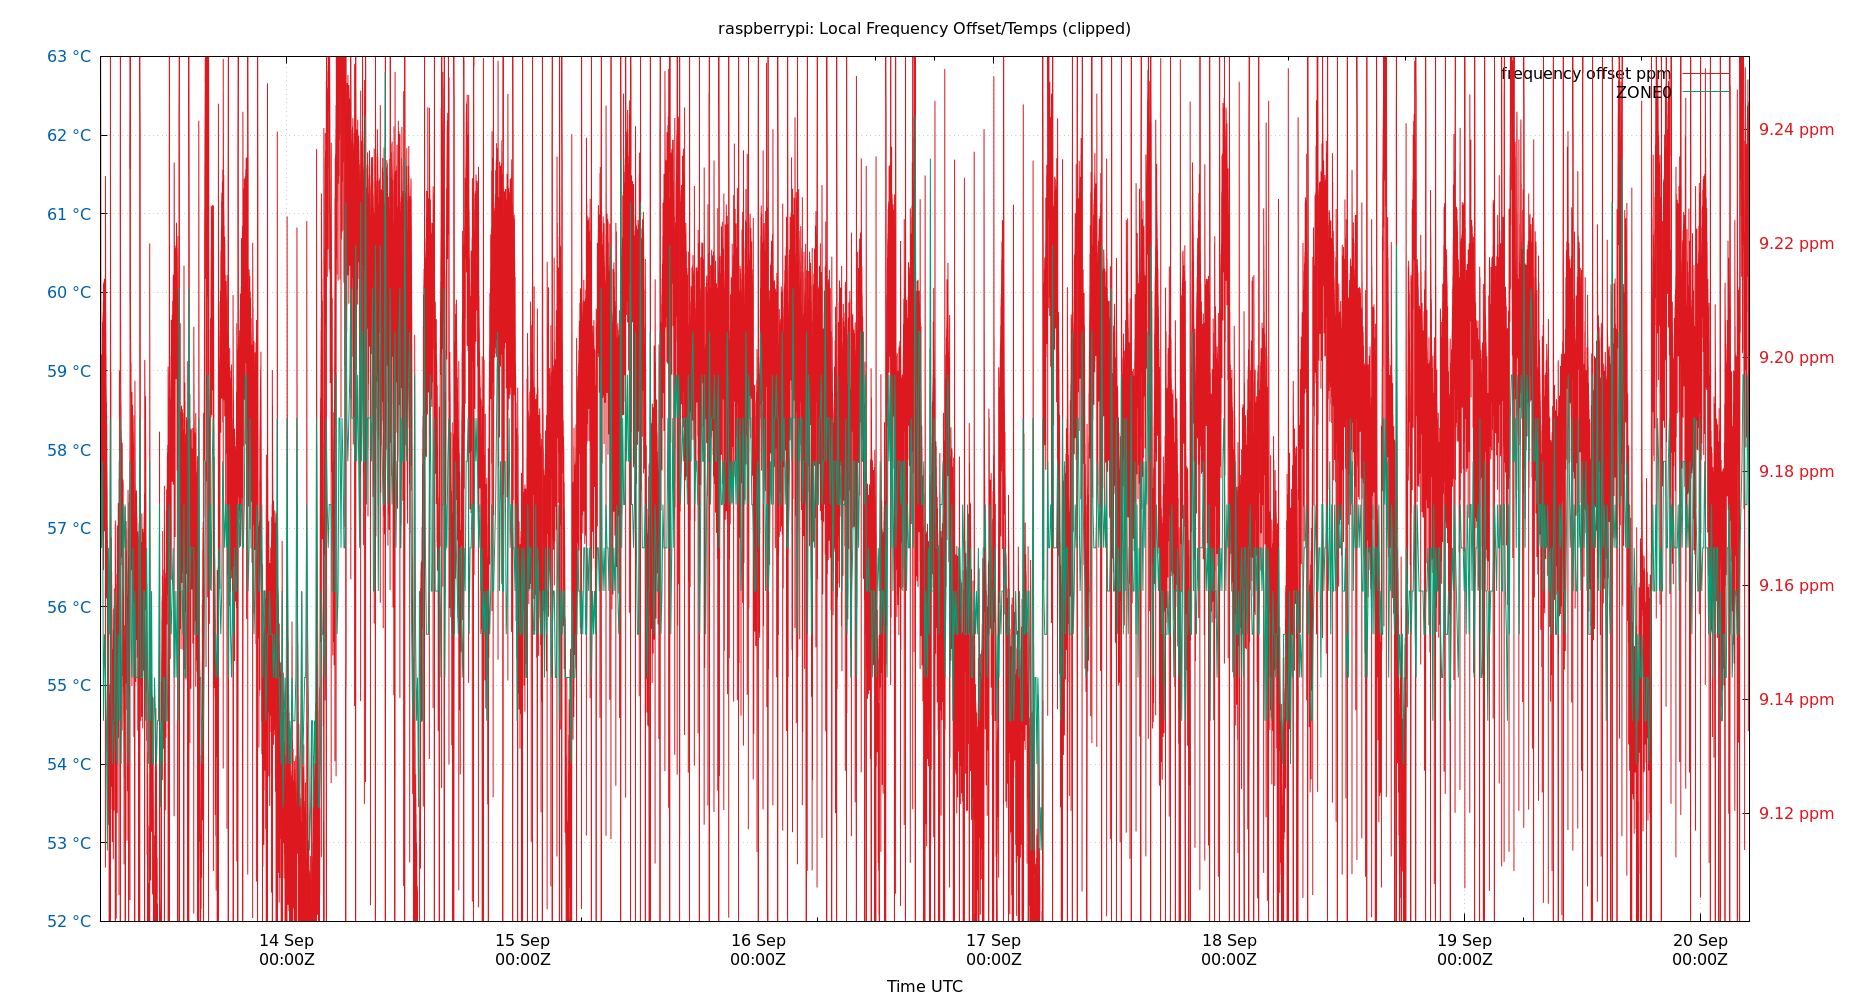 raspberrypi: Local Frequency Offset/Temps (clipped)
63 °C
62 °C
61 °C
60 °C
59 °C
58 °C
57 °C
56 °C
55 °C
54 °C
53 °C
52 °C
frequency offset ppm
ZONE0
9.24 ppm
9.22 ppm
9.20 ppm
9.18 ppm
9.16 ppm
9.14 ppm
9.12 ppm
14 Sep
00:00Z
15 Sep
00:00Z
16 Sep
00:00Z
17 Sep
00:00Z
18 Sep
00:00Z
19 Sep
00:00Z
20 Sep
00:00Z
Time UTC